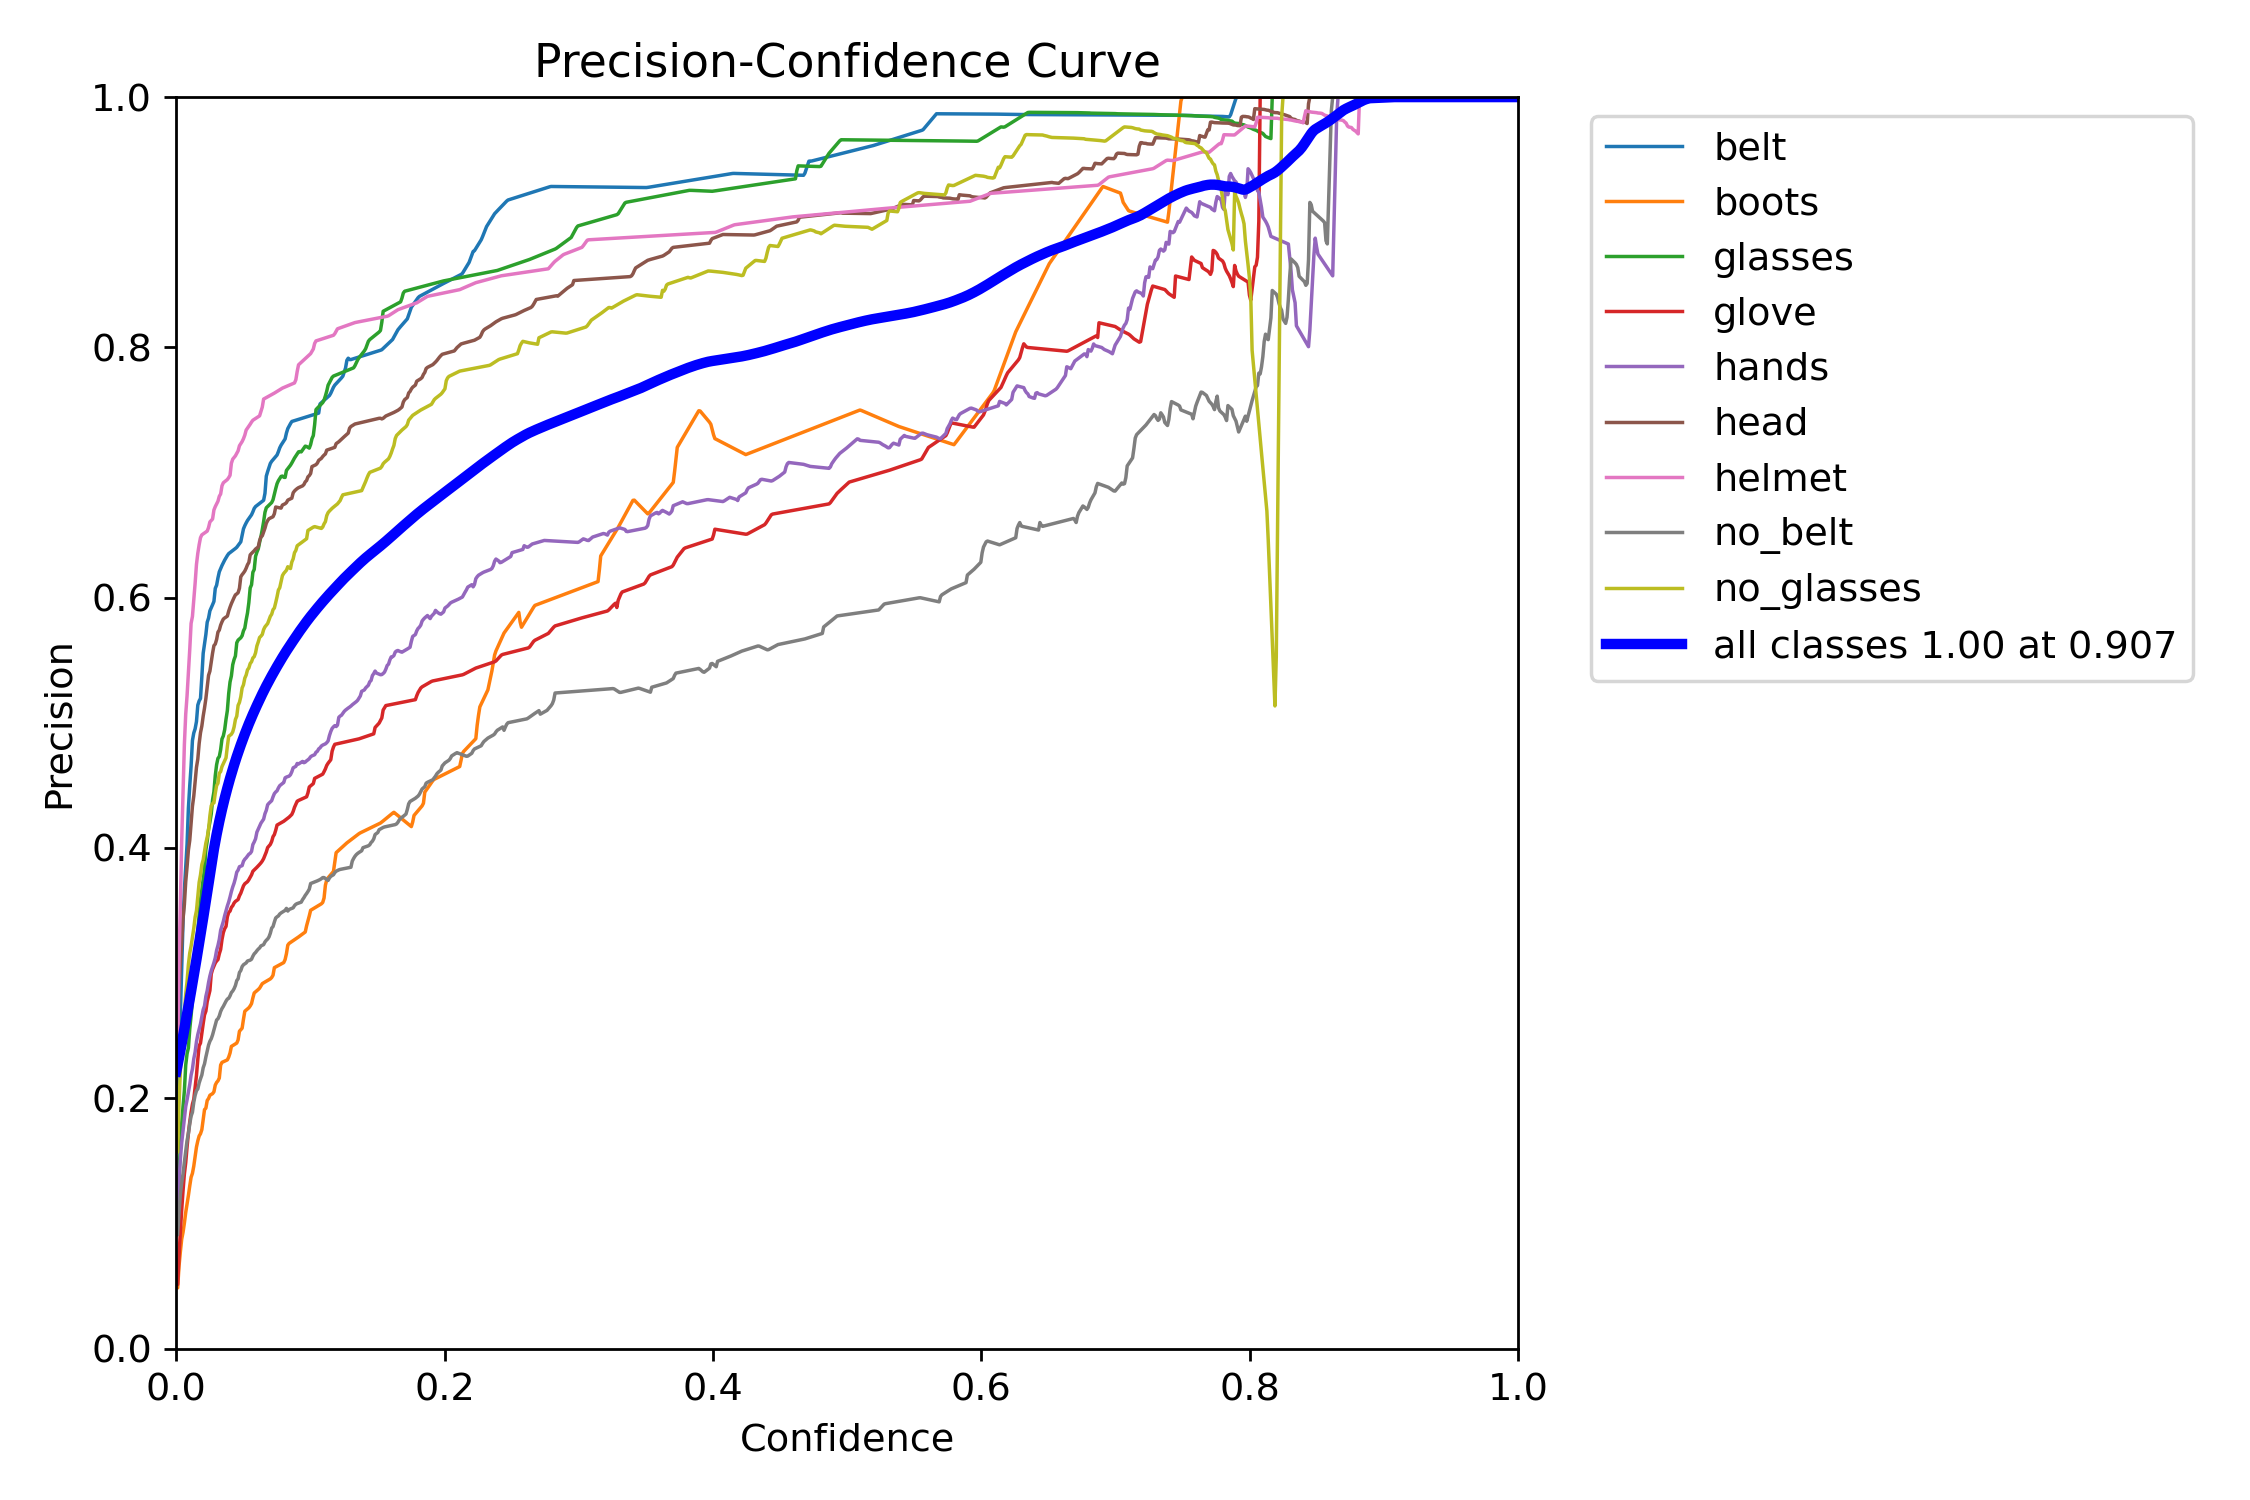 Precision-Confidence Curve
1.0
0.8
0.6
0.4
0.2
0.0
Precision
0.0 0.2 0.4 0.6 0.8 1.0
Confidence
belt
boots
glasses
glove
hands
head
helmet
no_belt
no_glasses
all classes 1.00 at 0.907